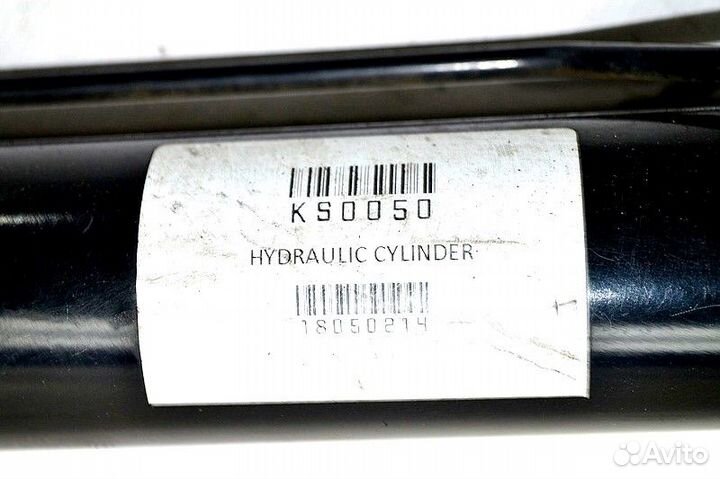 KS0050
HYDRAULIC CYLINDER
18050214
Avito